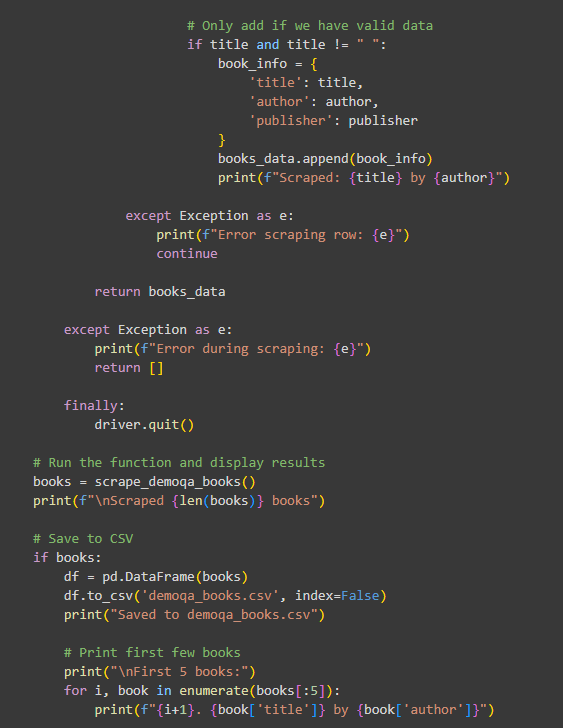 # Only add if we have valid data
if title and title != " ":
book_info = {
'title': title,
'author': author,
'publisher': publisher
}
books_data.append(book_info)
print(f"Scraped: {title} by {author}")
except Exception as e:
print(f"Error scraping row: {e}")
continue
return books_data
except Exception as e:
print(f"Error during scraping: {e}")
return []
finally:
driver.quit()
# Run the function and display results
books = scrape_demoqa_books()
print(f"\nScraped {len(books)} books")
# Save to CSV
if books:
df = pd.DataFrame(books)
df.to_csv('demoqa_books.csv', index=False)
print("Saved to demoqa_books.csv")
# Print first few books
print("\nFirst 5 books:")
for i, book in enumerate(books[:5]):
print(f"{i+1}. {book['title']} by {book['author']}")